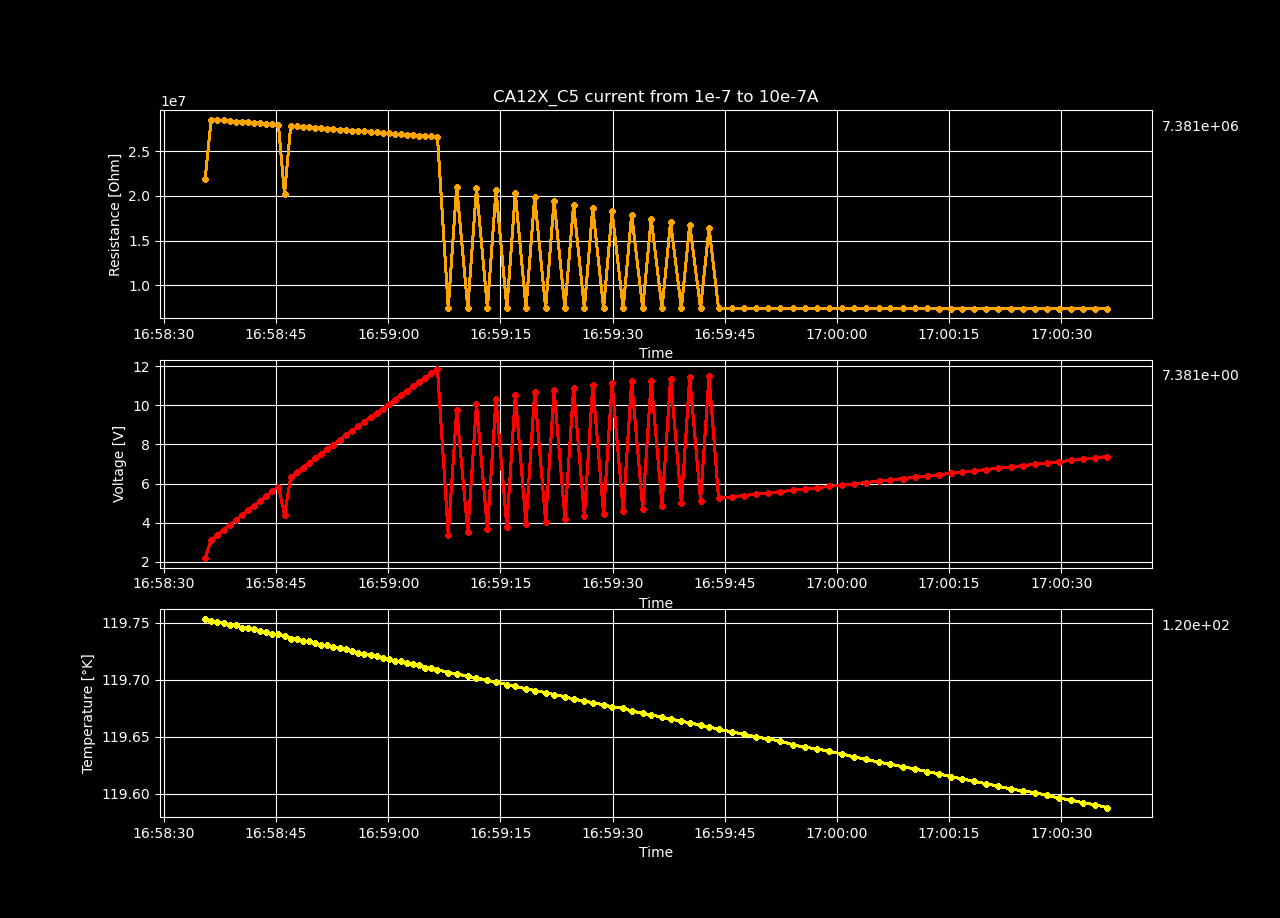 CA12X_C5 current from 1e-7 to 10e-7A
1e7
7.381e+06
Resistance [Ohm]
2.5
2.0
1.5
1.0
16:58:30 16:58:45 16:59:00 16:59:15 16:59:30 16:59:45 17:00:00 17:00:15 17:00:30
Time
7.381e+00
Voltage [V]
12
10
8
6
4
2
16:58:30 16:58:45 16:59:00 16:59:15 16:59:30 16:59:45 17:00:00 17:00:15 17:00:30
Time
1.20e+02
Temperature [°K]
119.75
119.70
119.65
119.60
16:58:30 16:58:45 16:59:00 16:59:15 16:59:30 16:59:45 17:00:00 17:00:15 17:00:30
Time